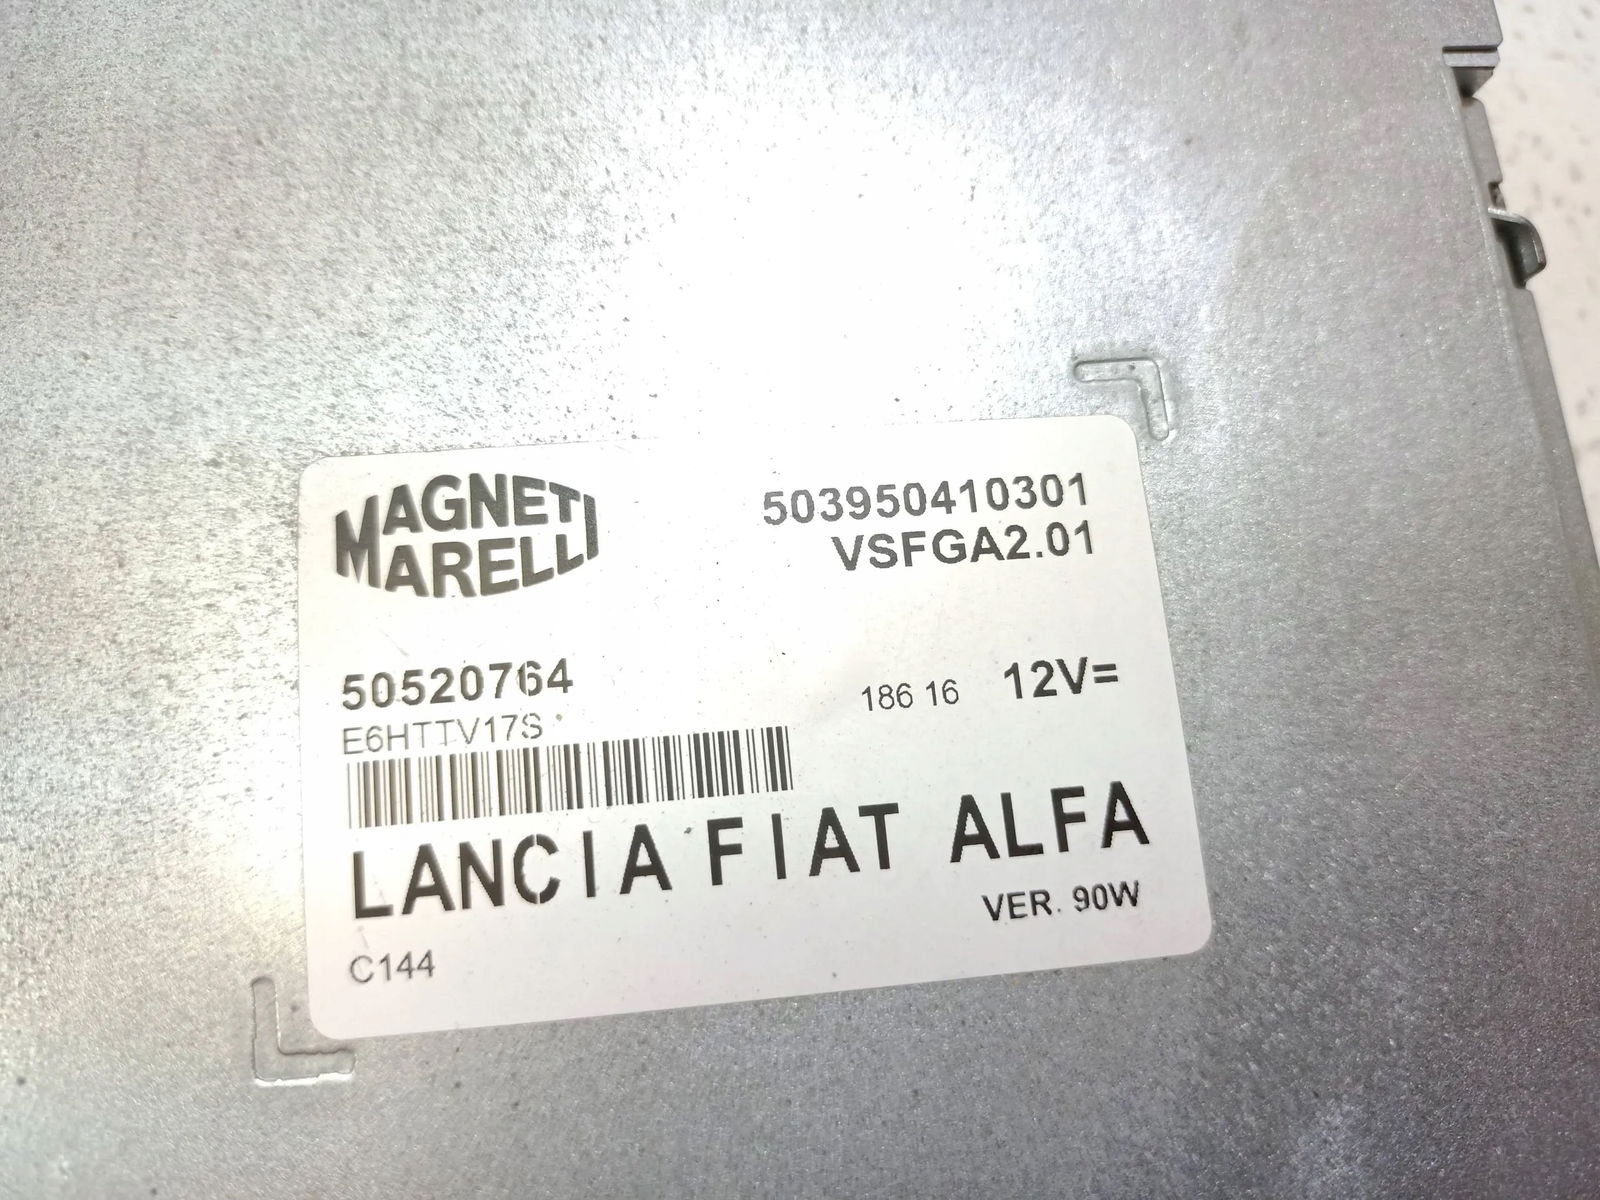 MAGNETI
MARELLI
503950410301
VSFGA2.01
50520764
186 16 12V=
E6HTTV17S
LANCIA FIAT ALFA
VER. 90W
C144